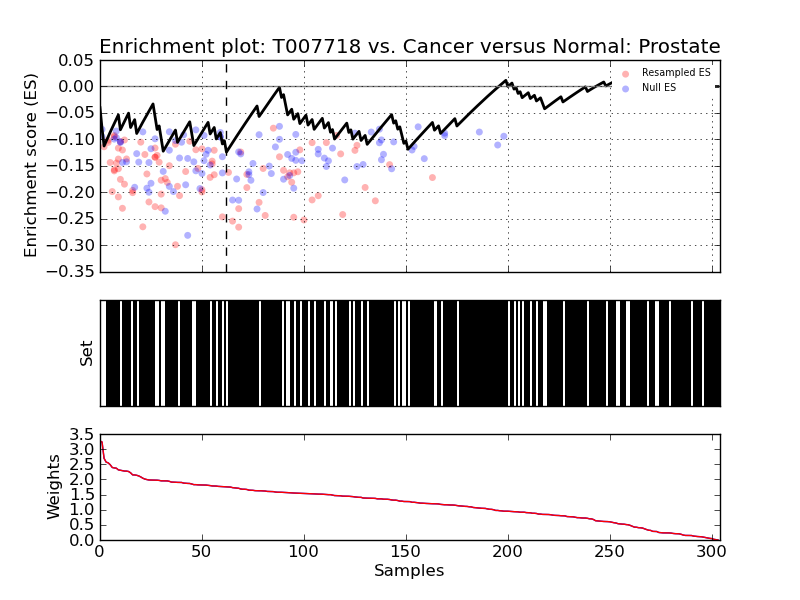 Enrichment plot: T007718 vs. Cancer versus Normal: Prostate
Enrichment score (ES)
0.05
0.00
−0.05
−0.10
−0.15
−0.20
−0.25
−0.30
−0.35
Resampled ES
Null ES
Set
Weights
3.5
3.0
2.5
2.0
1.5
1.0
0.5
0.0
0 50 100 150 200 250 300
Samples